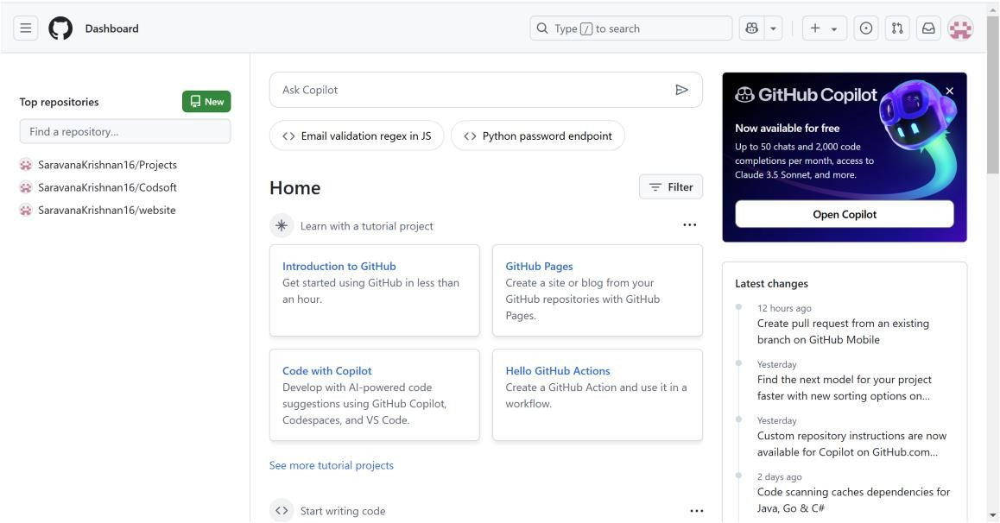 Dashboard
Type / to search
Top repositories
New
Find a repository...
SaravanaKrishnan16/Projects
SaravanaKrishnan16/Codsoft
SaravanaKrishnan16/website
Ask Copilot
Email validation regex in JS
Python password endpoint
Home
Filter
Learn with a tutorial project
Introduction to GitHub
Get started using GitHub in less than
an hour.
GitHub Pages
Create a site or blog from your
GitHub repositories with GitHub
Pages.
Code with Copilot
Develop with AI-powered code
suggestions using GitHub Copilot,
Codespaces, and VS Code.
Hello GitHub Actions
Create a GitHub Action and use it in a
workflow.
See more tutorial projects
Start writing code
GitHub Copilot
Now available for free
Up to 50 chats and 2,000 code
completions per month, access to
Claude 3.5 Sonnet, and more.
Open Copilot
Latest changes
12 hours ago
Create pull request from an existing
branch on GitHub Mobile
Yesterday
Find the next model for your project
faster with new sorting options on...
Yesterday
Custom repository instructions are now
available for Copilot on GitHub.com...
2 days ago
Code scanning caches dependencies for
Java, Go & C#